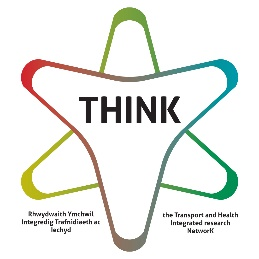 THINK
Rhwydwaith Ymchwil
Integredig Trafnidiaeth ac
Iechyd
the Transport and Health
Integrated research
NetworK